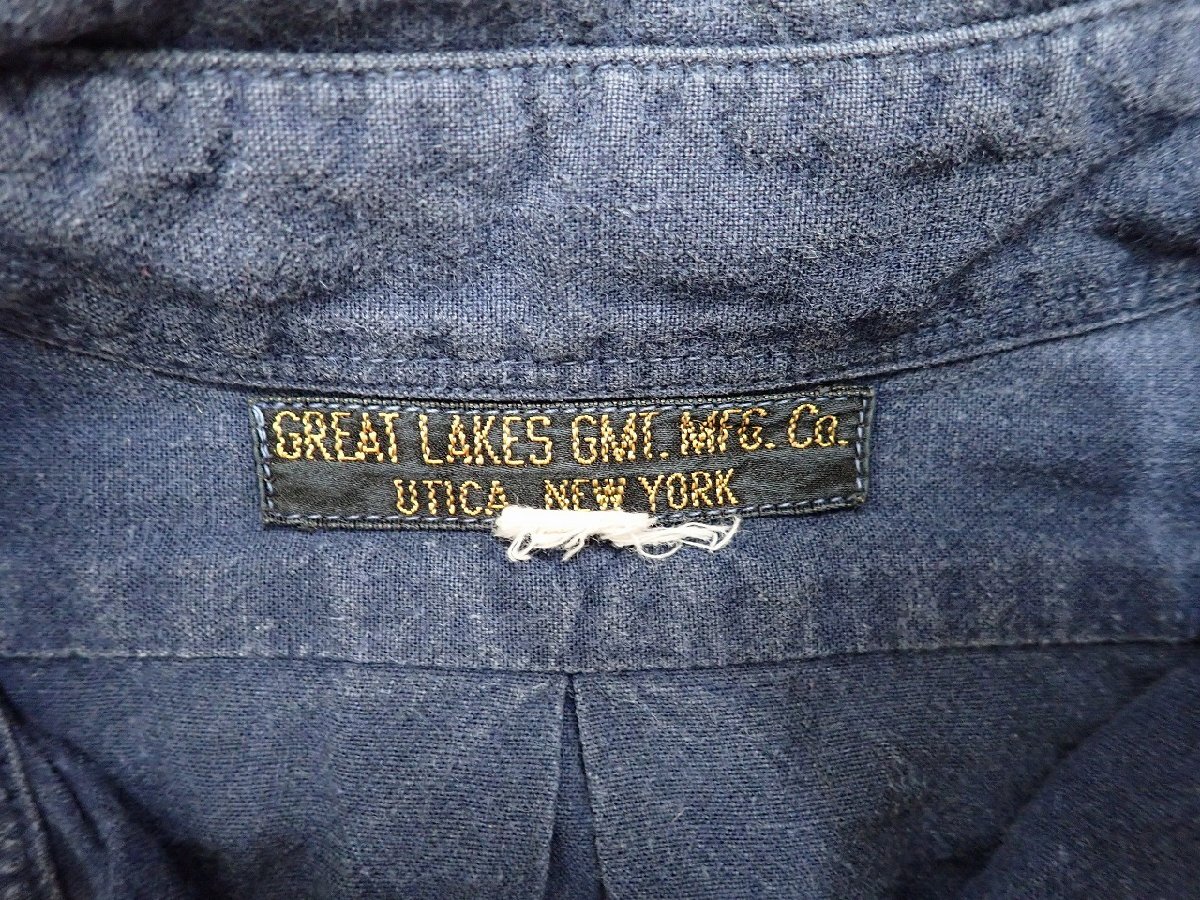 GREAT LAKES GMT. MFG. Co.
UTICA, NEW YORK